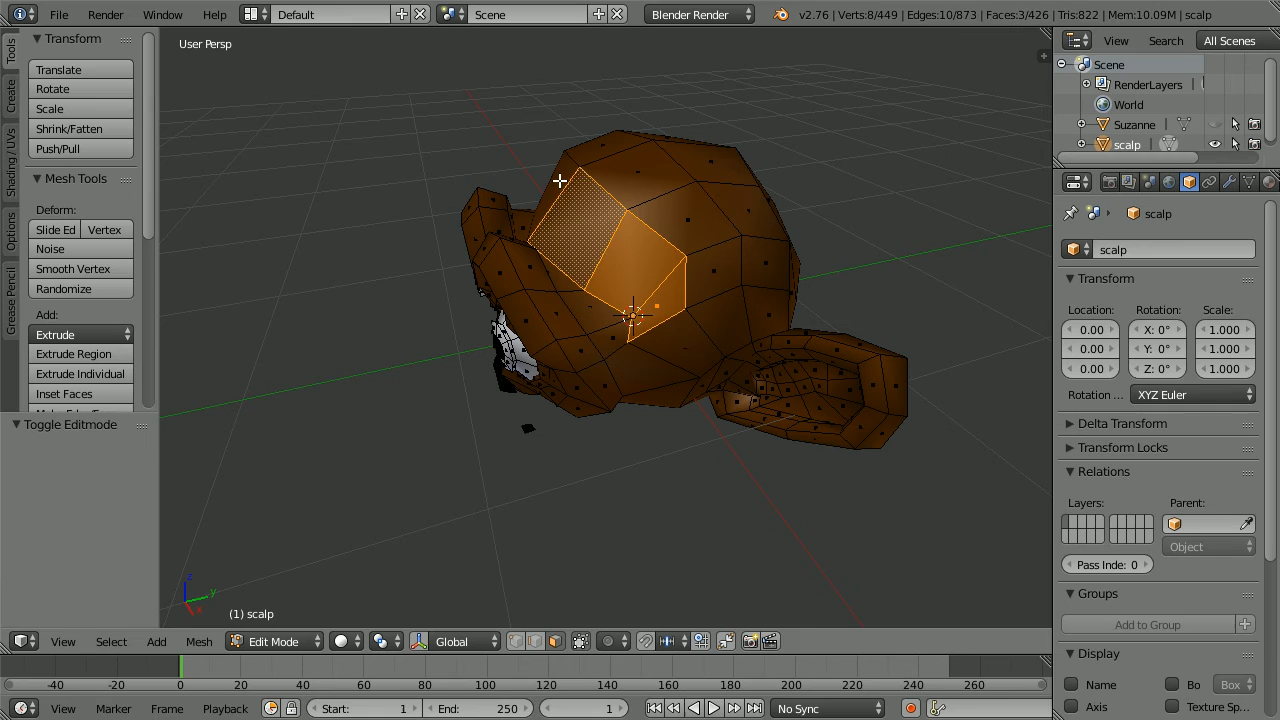 File Render Window Help Default Scene Blender Render v2.76 | Verts:8/449 | Edges:10/873 | Faces:3/426 | Tris:822 | Mem:10.09M | scalp
Tools
Create
Shading / UVs
Options
Grease Pencil
Transform
Translate
Rotate
Scale
Shrink/Fatten
Push/Pull
Mesh Tools
Deform:
Slide Ed Vertex
Noise
Smooth Vertex
Randomize
Add:
Extrude
Extrude Region
Extrude Individual
Inset Faces
Toggle Editmode
User Persp
z
y
x
(1) scalp
View Search All Scenes
Scene
RenderLayers
World
Suzanne
scalp
scalp
scalp
Transform
Location: Rotation: Scale:
0.00 X: 0° 1.000
0.00 Y: 0° 1.000
0.00 Z: 0° 1.000
Rotation ... XYZ Euler
Delta Transform
Transform Locks
Relations
Layers: Parent:
Object
Pass Inde: 0
Groups
Add to Group
Display
Name Bo Box
Axis Texture Sp...
View Select Add Mesh Edit Mode Global
-40 -20 0 20 40 60 80 100 120 140 160 180 200 220 240 260
View Marker Frame Playback Start: 1 End: 250 1 No Sync